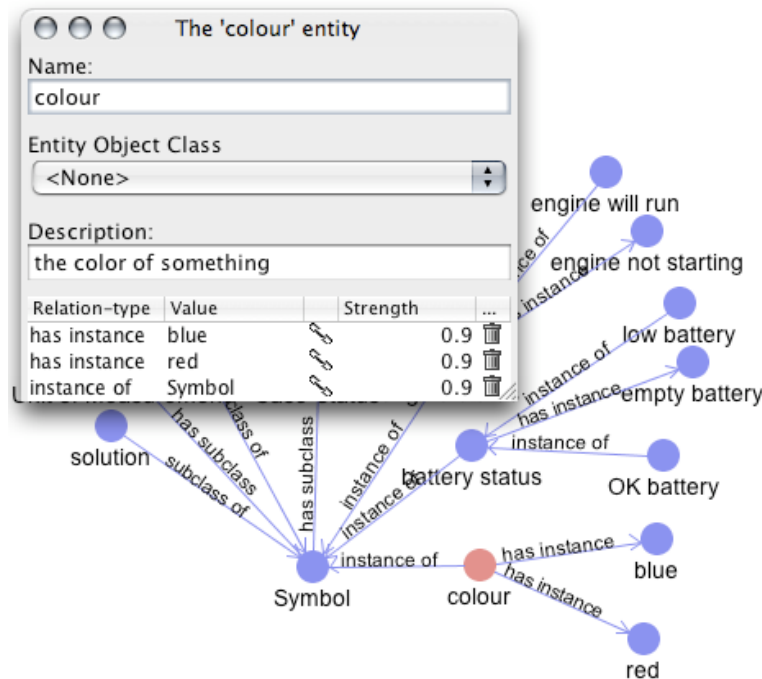 The 'colour' entity
Name:
colour
Entity Object Class
<None>
Description:
the color of something
Relation-type Value Strength ...
has instance blue 0.9
has instance red 0.9
instance of Symbol 0.9
engine will run
engine not starting
instance
low battery
instance of
has instance
empty battery
instance of
battery status
OK battery
solution
has subclass
subclass of
has subclass
instance of
instance of
instance of
Symbol
colour
has instance
blue
has instance
red